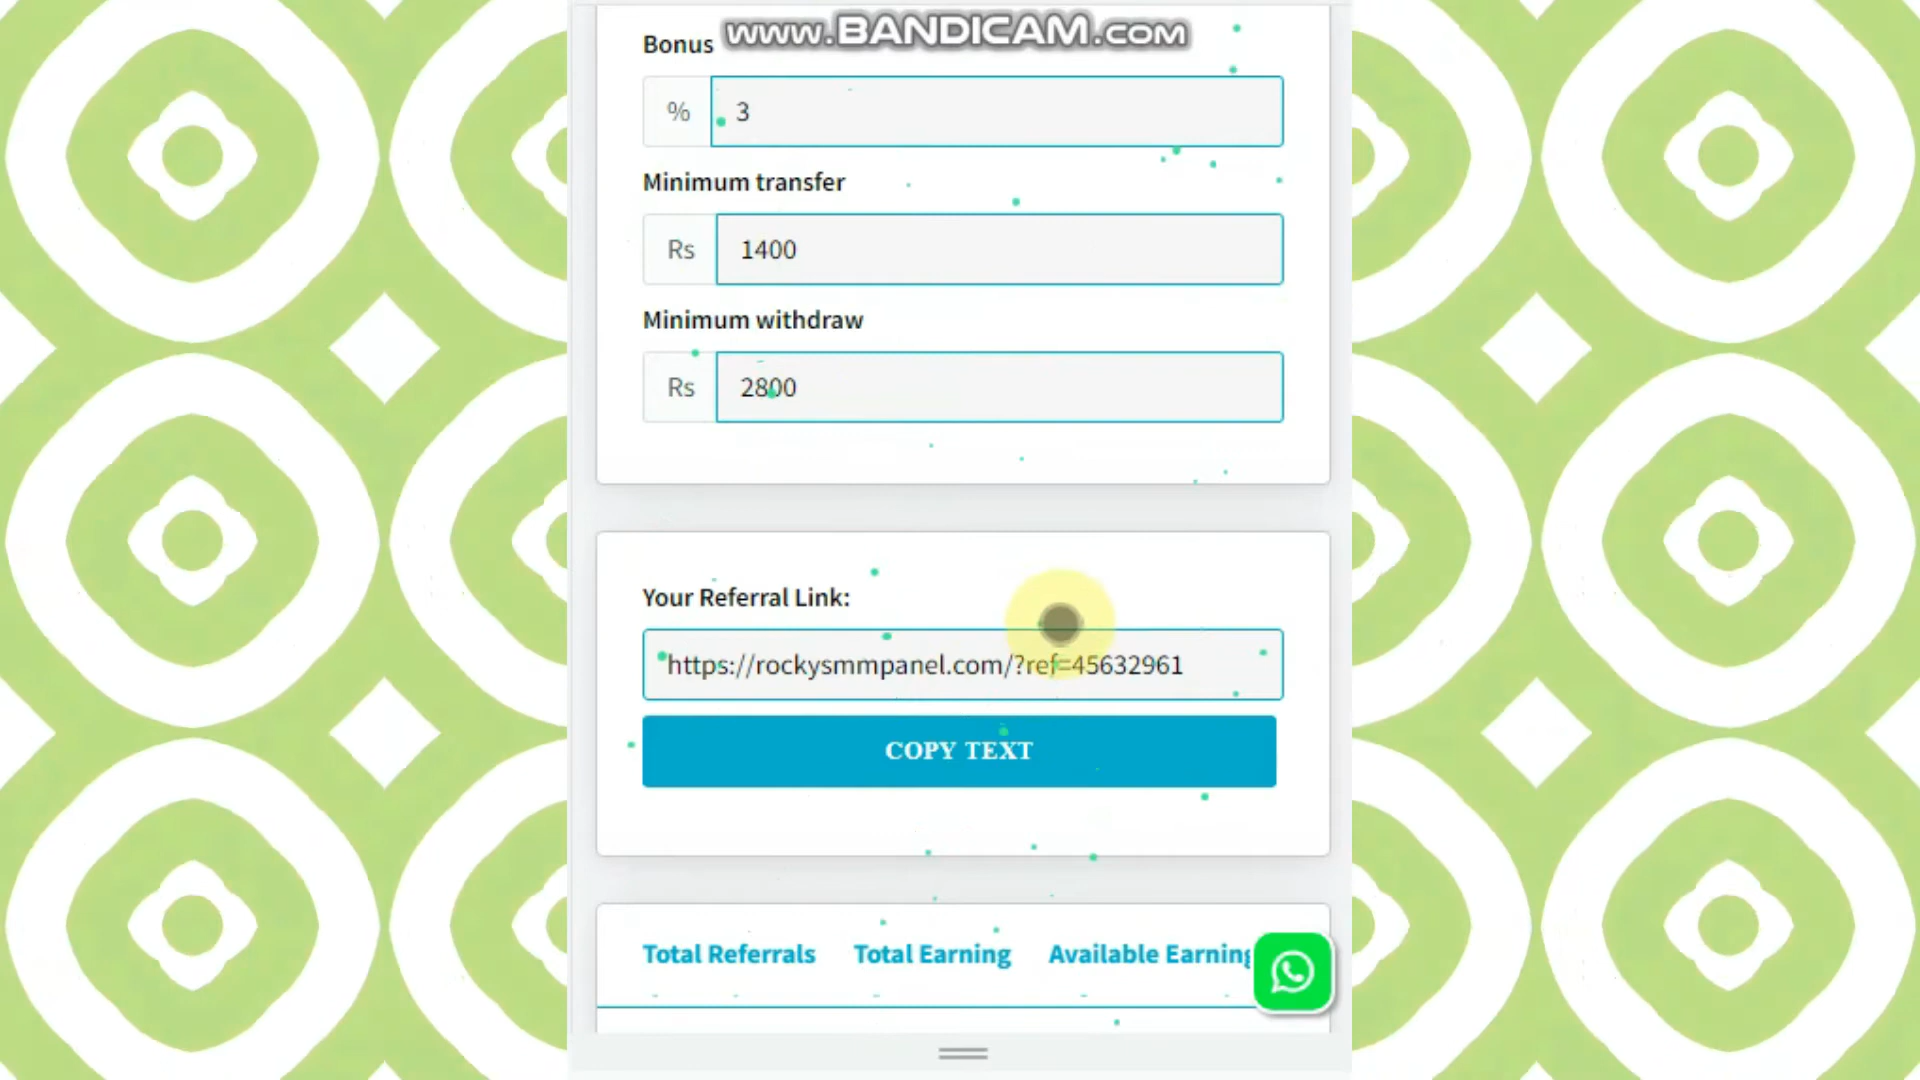 www.BANDICAM.com
Bonus
% 3
Minimum transfer
Rs 1400
Minimum withdraw
Rs 2800
Your Referral Link:
https://rockysmmpanel.com/?ref=45632961
COPY TEXT
Total Referrals Total Earning Available Earning